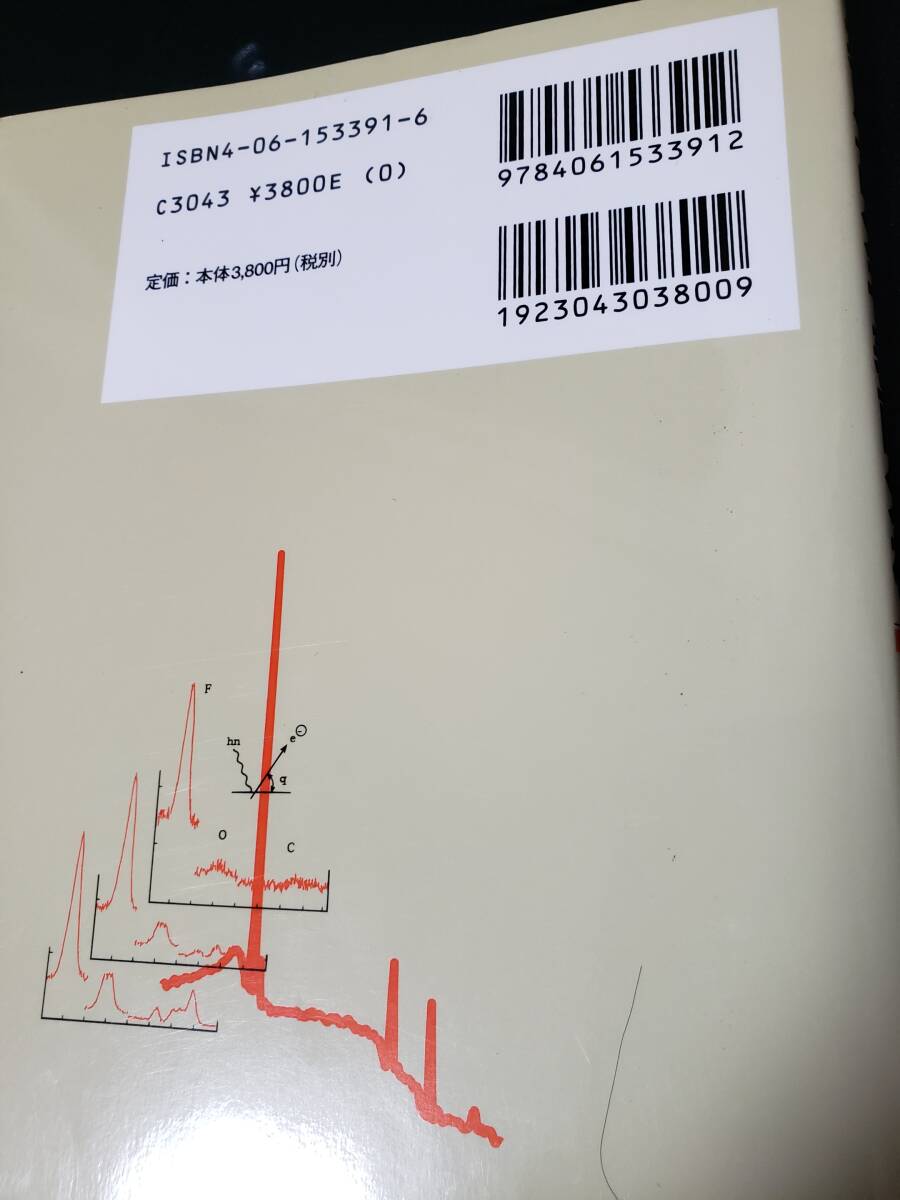 ISBN4-06-153391-6
C3043 ¥3800E (0)
定価：本体3,800円（税別）
9784061533912
1923043038009
F
hn
e
-
q
O
C